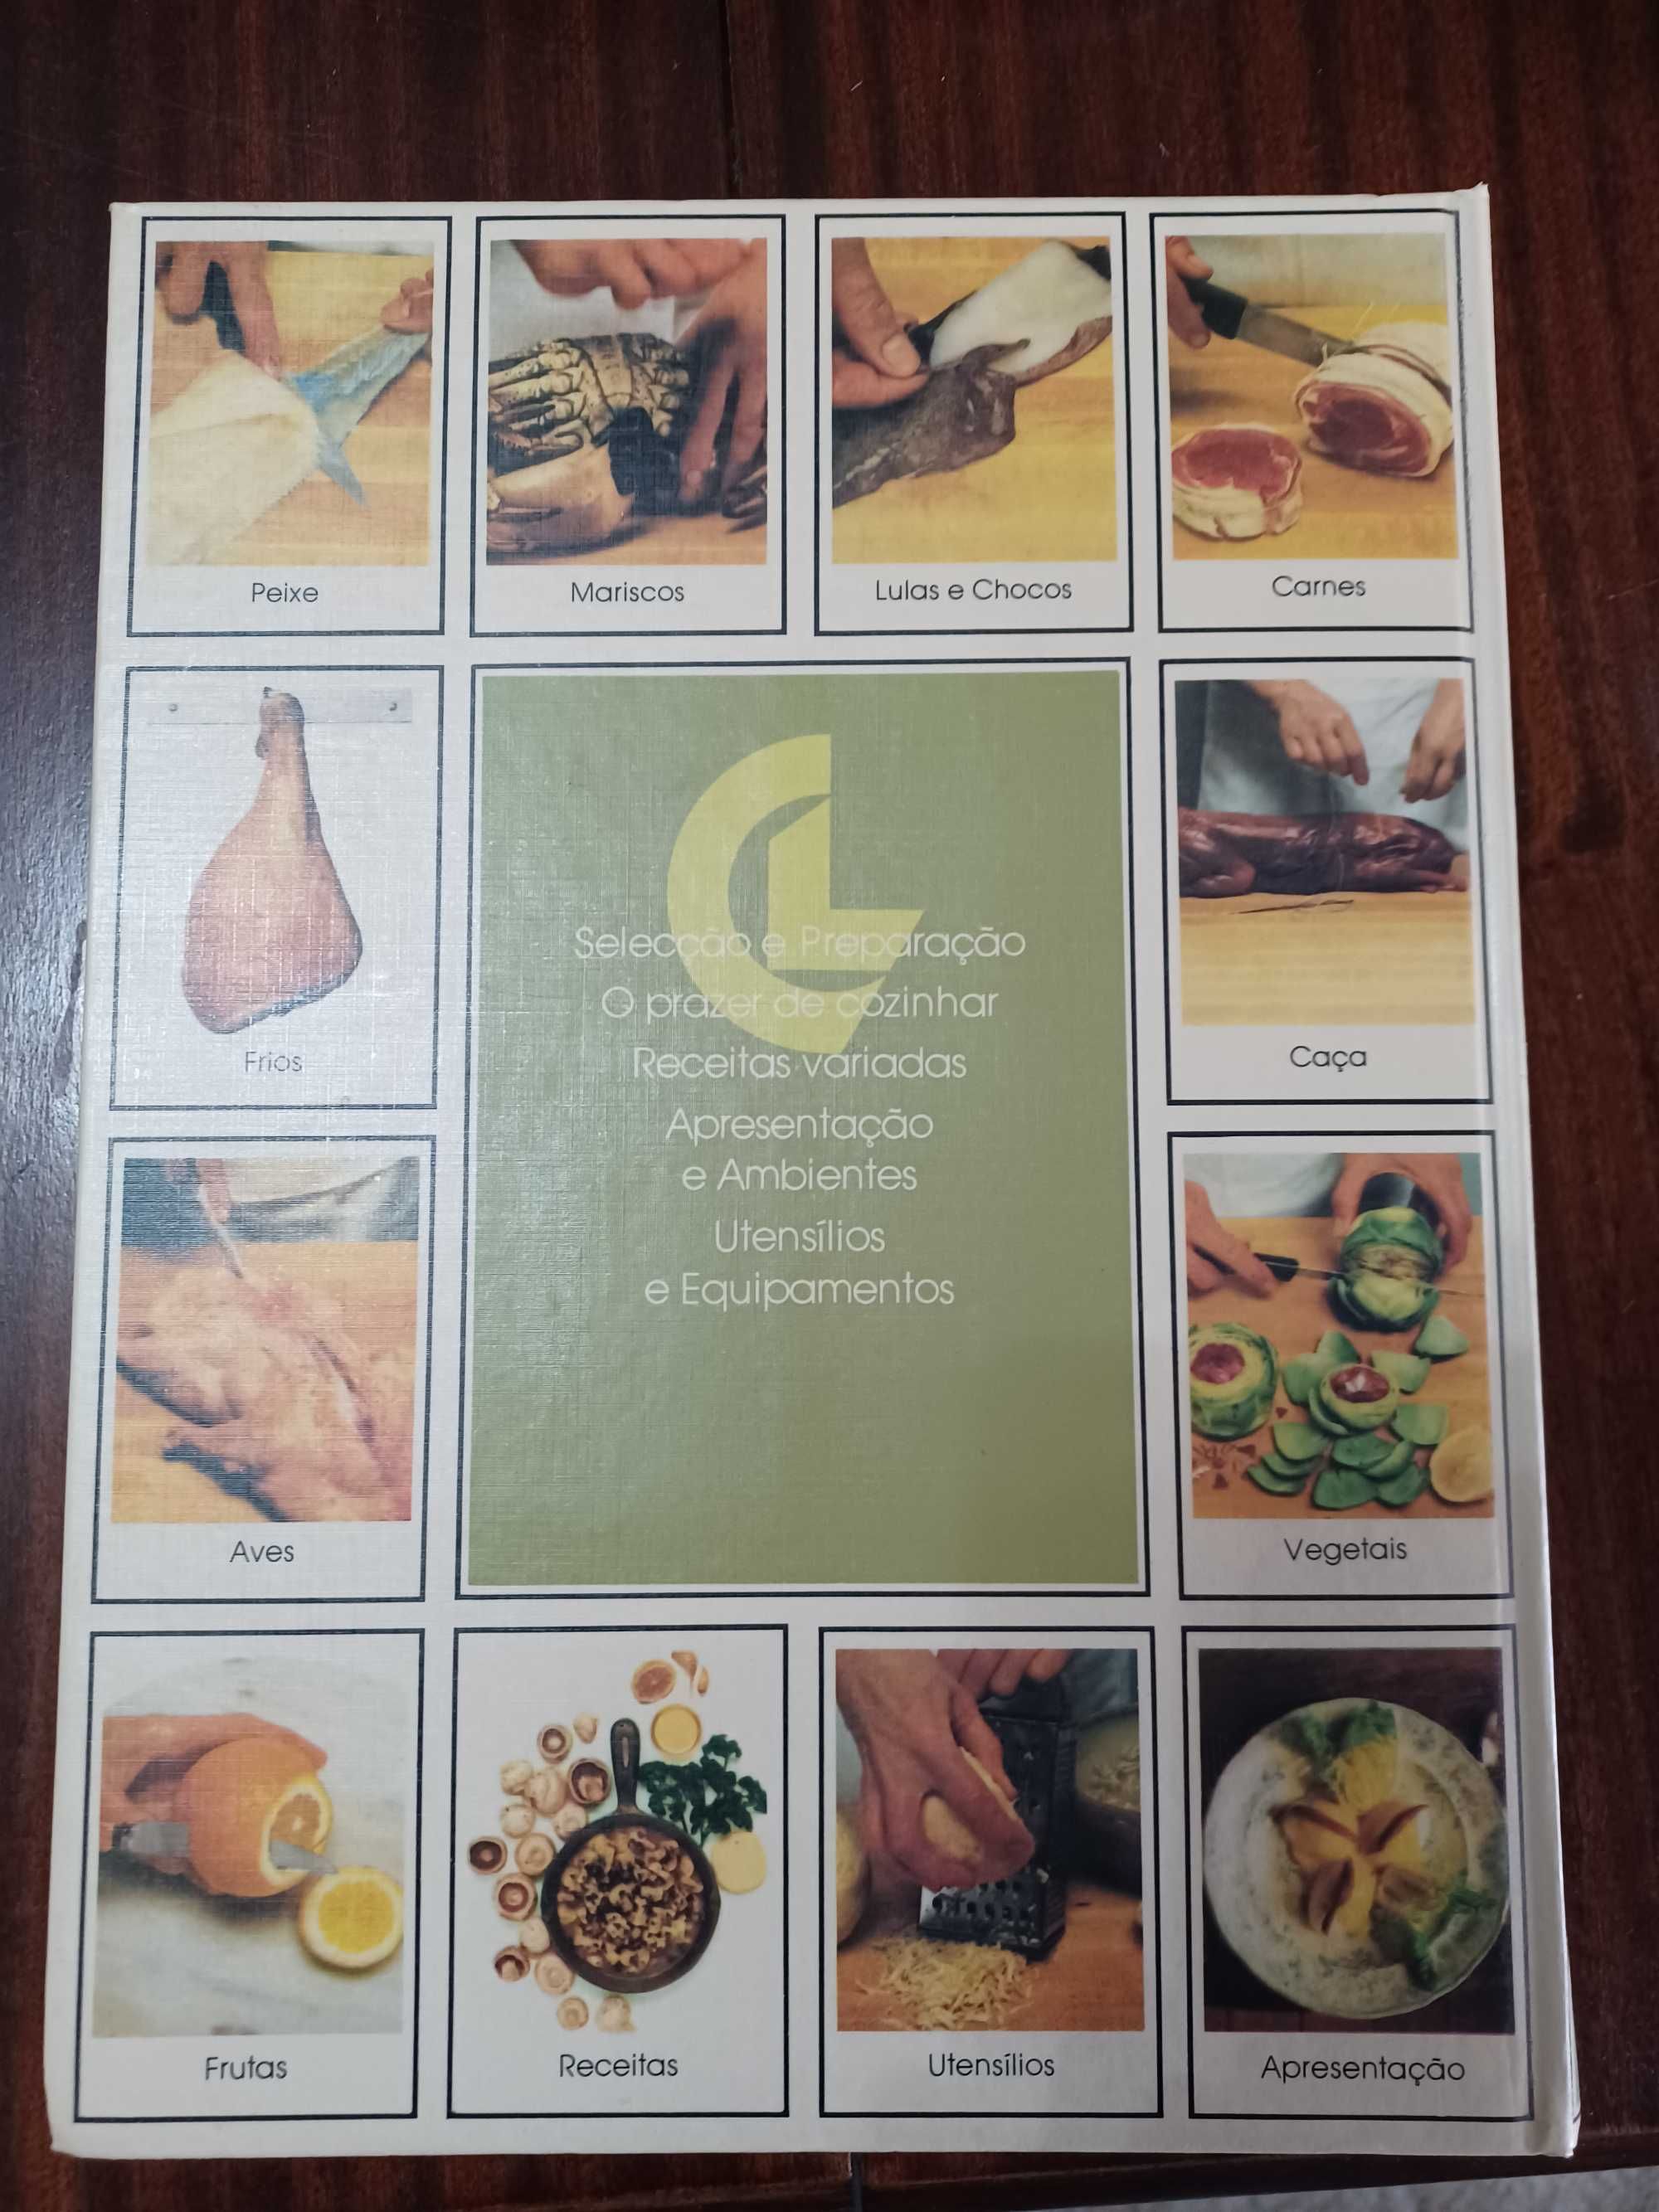 Peixe
Mariscos
Lulas e Chocos
Carnes
Frios
Caça
Selecção e Preparação
O prazer de cozinhar
Receitas variadas
Apresentação
e Ambientes
Utensílios
e Equipamentos
Aves
Vegetais
Frutas
Receitas
Utensílios
Apresentação